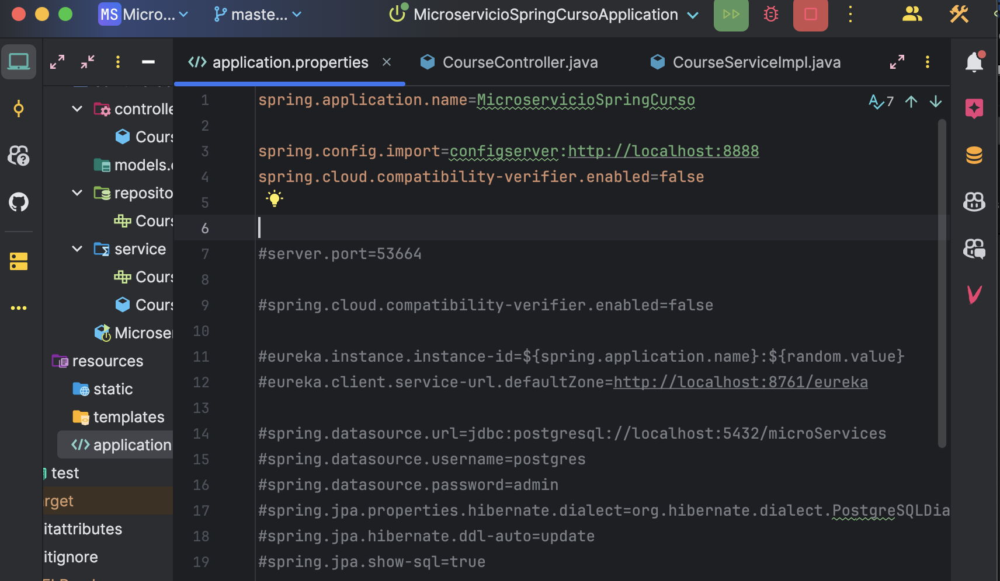 MS Micro... maste... MicroservicioSpringCursoApplication
application.properties CourseController.java CourseServiceImpl.java
controlle
Cours
models.
reposito
Cours
service
Cours
Cours
Microser
resources
static
templates
application
test
rget
itattributes
itignore
7
1 spring.application.name=MicroservicioSpringCurso
2
3 spring.config.import=configserver:http://localhost:8888
4 spring.cloud.compatibility-verifier.enabled=false
5
6
7 #server.port=53664
8
9 #spring.cloud.compatibility-verifier.enabled=false
10
11 #eureka.instance.instance-id=${spring.application.name}:${random.value}
12 #eureka.client.service-url.defaultZone=http://localhost:8761/eureka
13
14 #spring.datasource.url=jdbc:postgresql://localhost:5432/microServices
15 #spring.datasource.username=postgres
16 #spring.datasource.password=admin
17 #spring.jpa.properties.hibernate.dialect=org.hibernate.dialect.PostgreSQLDia
18 #spring.jpa.hibernate.ddl-auto=update
19 #spring.jpa.show-sql=true